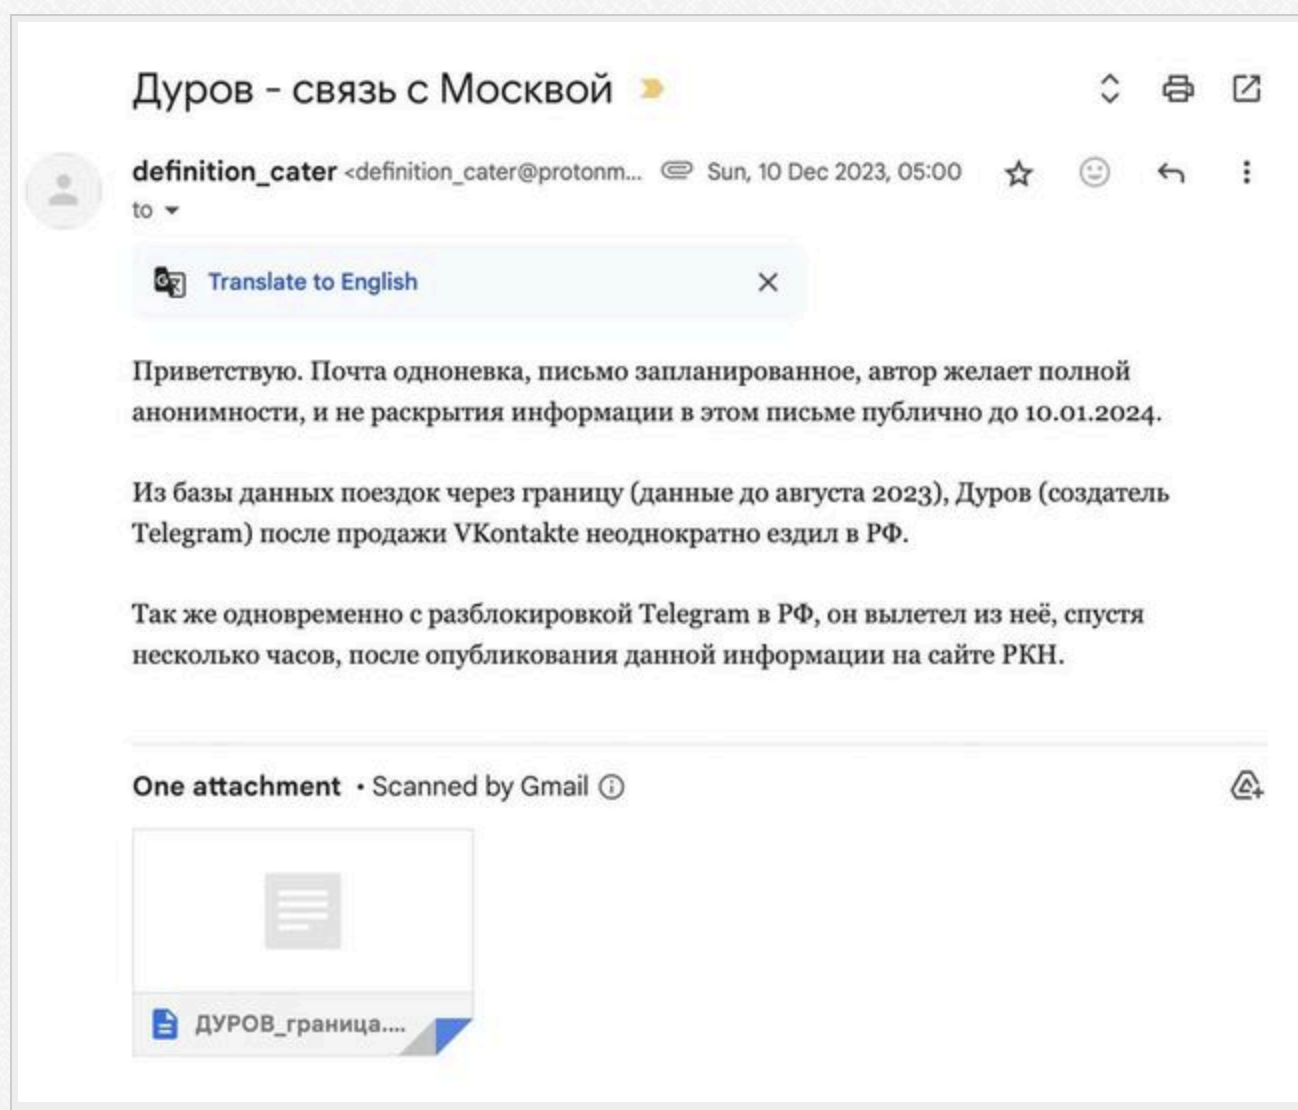 Дуров - связь с Москвой
definition_cater <definition_cater@protonm... Sun, 10 Dec 2023, 05:00
to
Translate to English
Приветствую. Почта одноневка, письмо запланированное, автор желает полной
анонимности, и не раскрытия информации в этом письме публично до 10.01.2024.
Из базы данных поездок через границу (данные до августа 2023), Дуров (создатель
Telegram) после продажи VKontakte неоднократно ездил в РФ.
Так же одновременно с разблокировкой Telegram в РФ, он вылетел из неё, спустя
несколько часов, после опубликования данной информации на сайте РКН.
One attachment • Scanned by Gmail
ДУРОВ_граница....